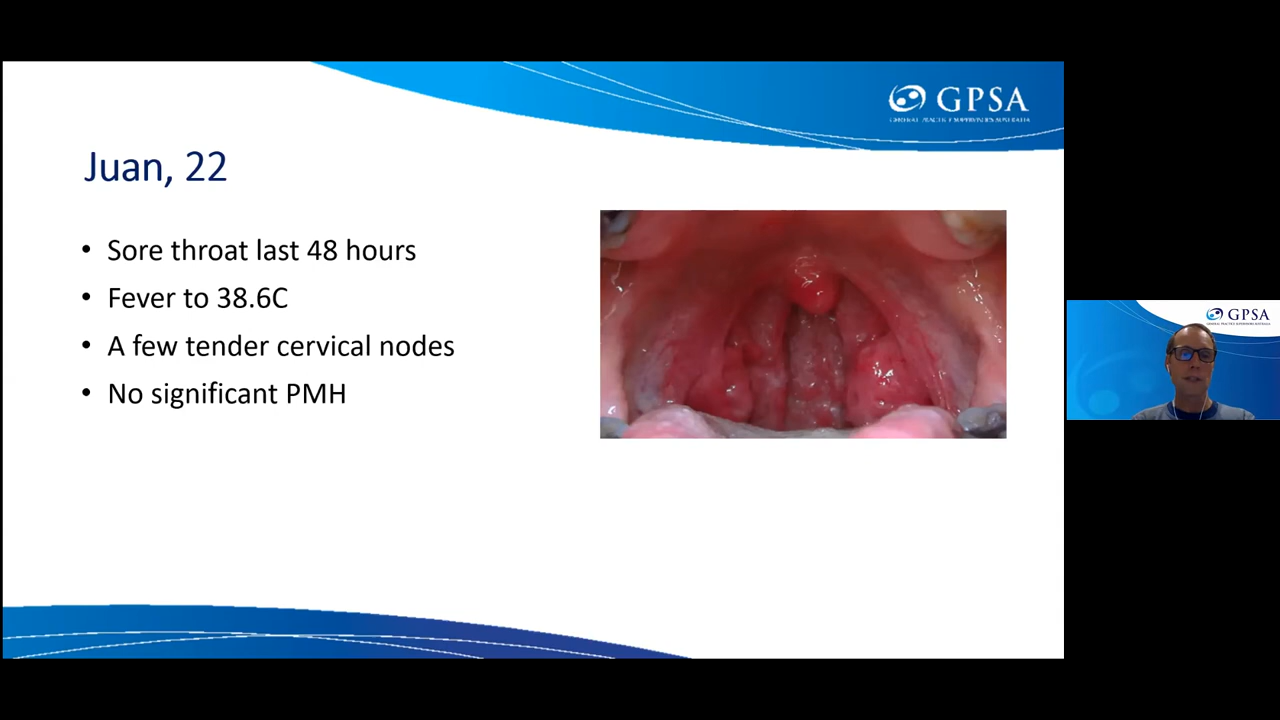 GPSA
GENERAL PRACTICE SUPERVISORS AUSTRALIA
Juan, 22
• Sore throat last 48 hours
• Fever to 38.6C
• A few tender cervical nodes
• No significant PMH
GPSA